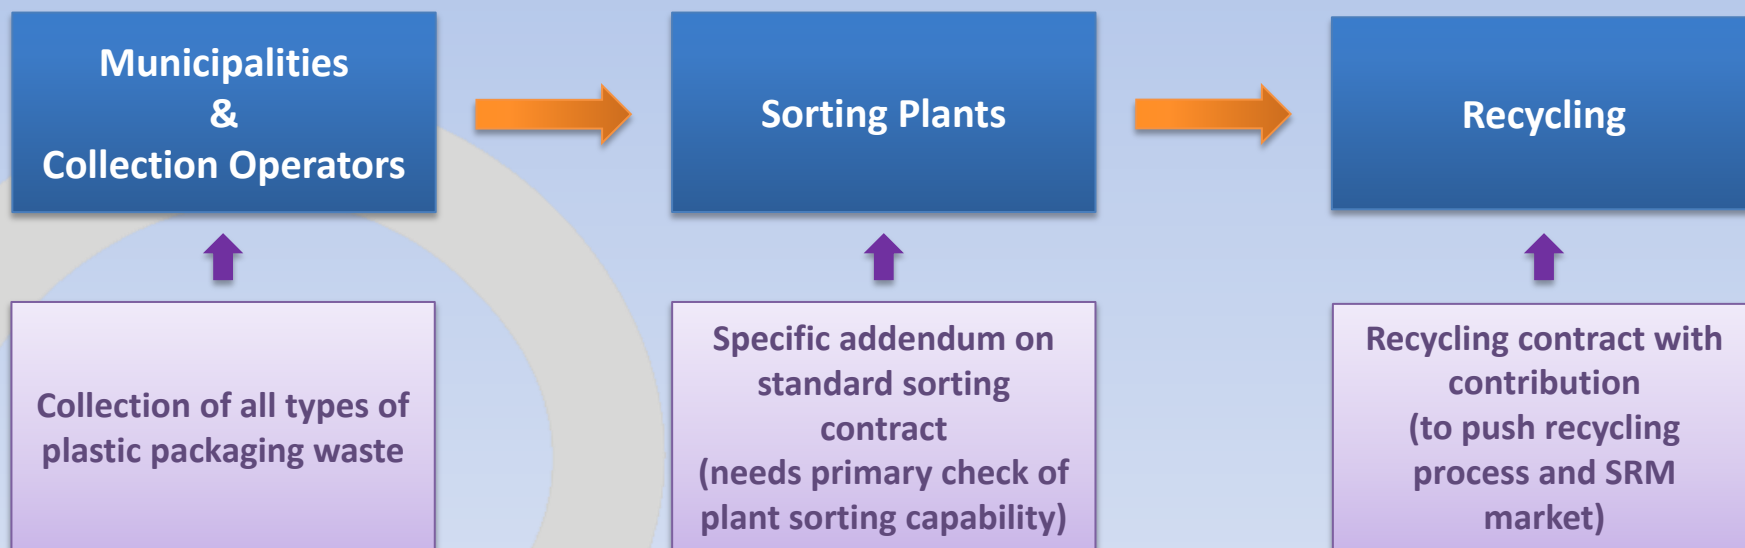 Municipalities
&
Collection Operators
Sorting Plants
Recycling
Collection of all types of
plastic packaging waste
Specific addendum on
standard sorting
contract
(needs primary check of
plant sorting capability)
Recycling contract with
contribution
(to push recycling
process and SRM
market)